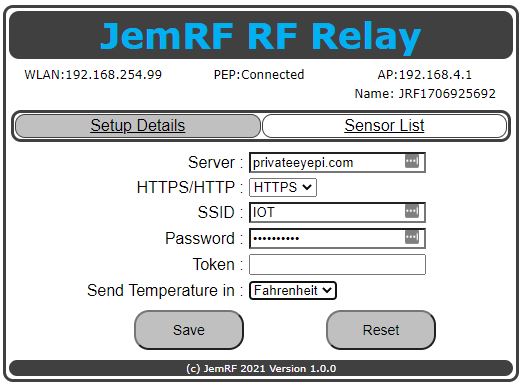 JemRF RF Relay
WLAN:192.168.254.99 PEP:Connected AP:192.168.4.1
Name: JRF1706925692
Setup Details Sensor List
Server : privateeyepi.com
HTTPS/HTTP : HTTPS
SSID : IOT
Password : ••••••••••
Token :
Send Temperature in : Fahrenheit
Save Reset
(c) JemRF 2021 Version 1.0.0